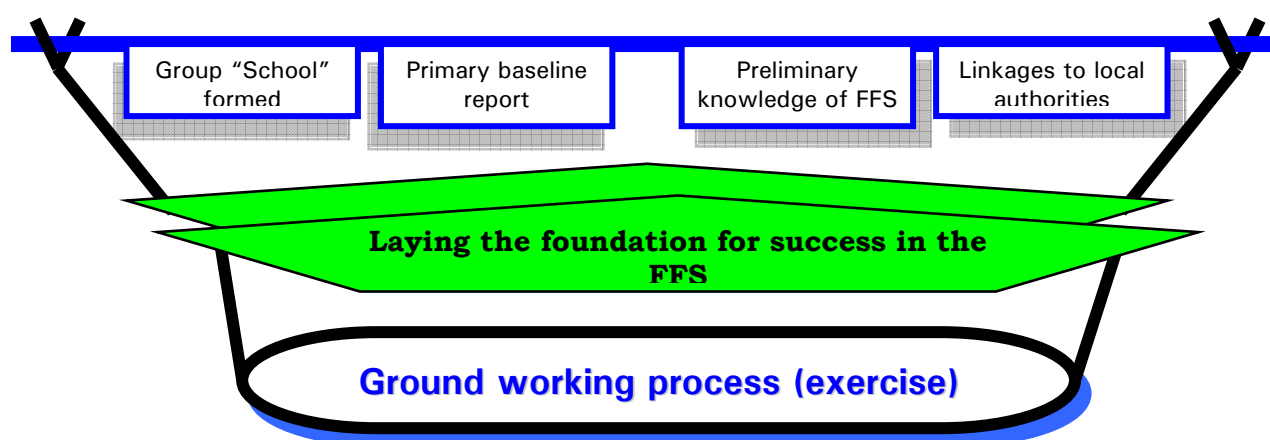 Group “School”
formed
Primary baseline
report
Preliminary
knowledge of FFS
Linkages to local
authorities
Laying the foundation for success in the
FFS
Ground working process (exercise)